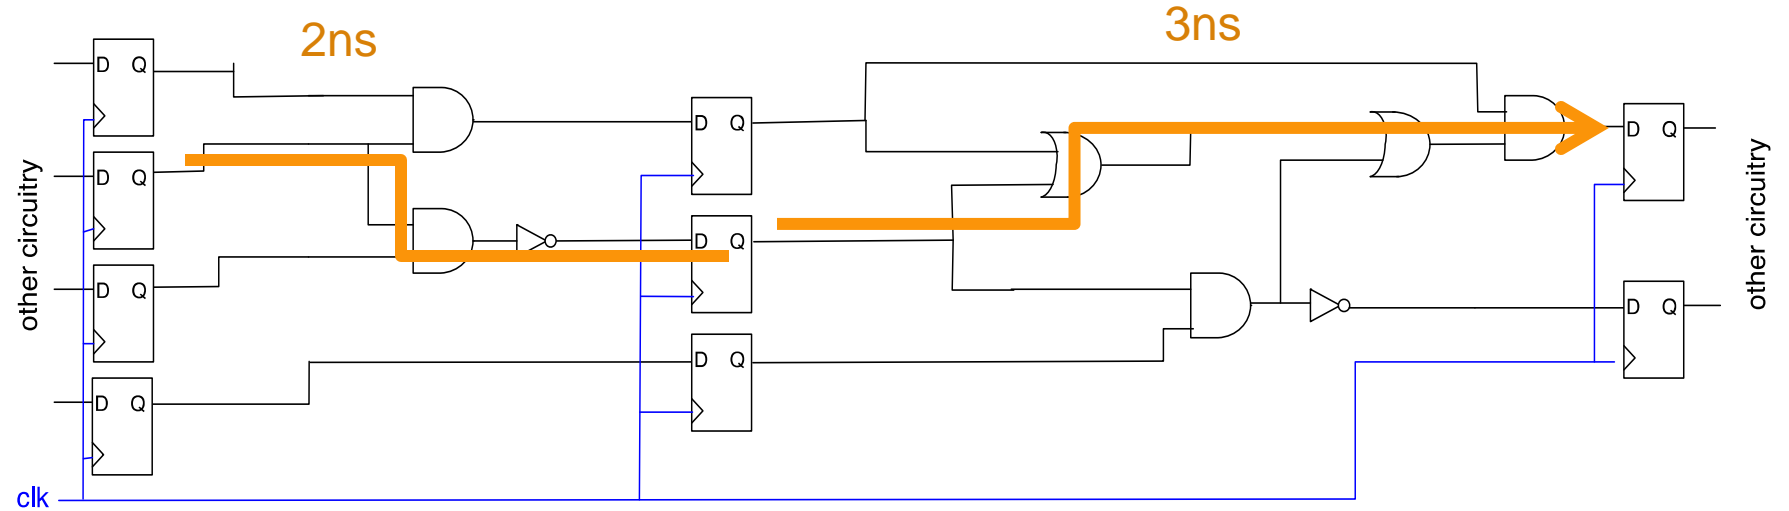 2ns
3ns
D Q
D Q
D Q
D Q
D Q
D Q
D Q
D Q
D Q
other circuitry
other circuitry
clk